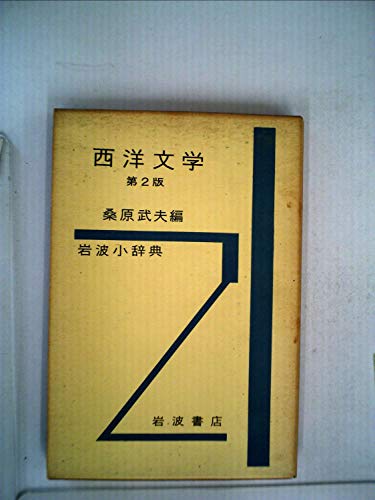 西洋文学
第2版
桑原武夫編
岩波小辞典
岩波書店